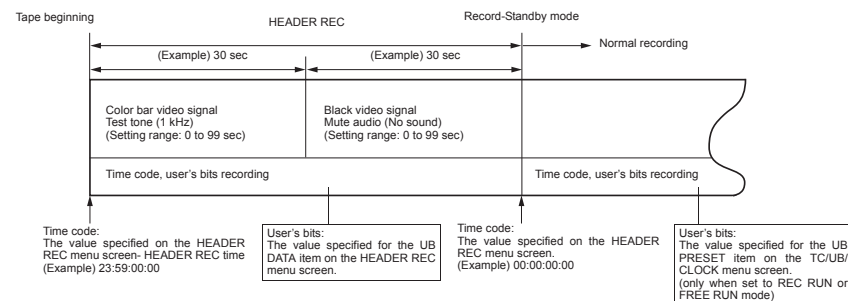 Tape beginning
HEADER REC
Record-Standby mode
Normal recording
(Example) 30 sec
(Example) 30 sec
Color bar video signal
Test tone (1 kHz)
(Setting range: 0 to 99 sec)
Black video signal
Mute audio (No sound)
(Setting range: 0 to 99 sec)
Time code, user's bits recording
Time code, user's bits recording
Time code:
The value specified on the HEADER
REC menu screen- HEADER REC time
(Example) 23:59:00:00
User's bits:
The value specified for the UB
DATA item on the HEADER REC
menu screen.
Time code:
The value specified on the HEADER
REC menu screen.
(Example) 00:00:00:00
User's bits:
The value specified for the UB
PRESET item on the TC/UB/
CLOCK menu screen.
(only when set to REC RUN or
FREE RUN mode)